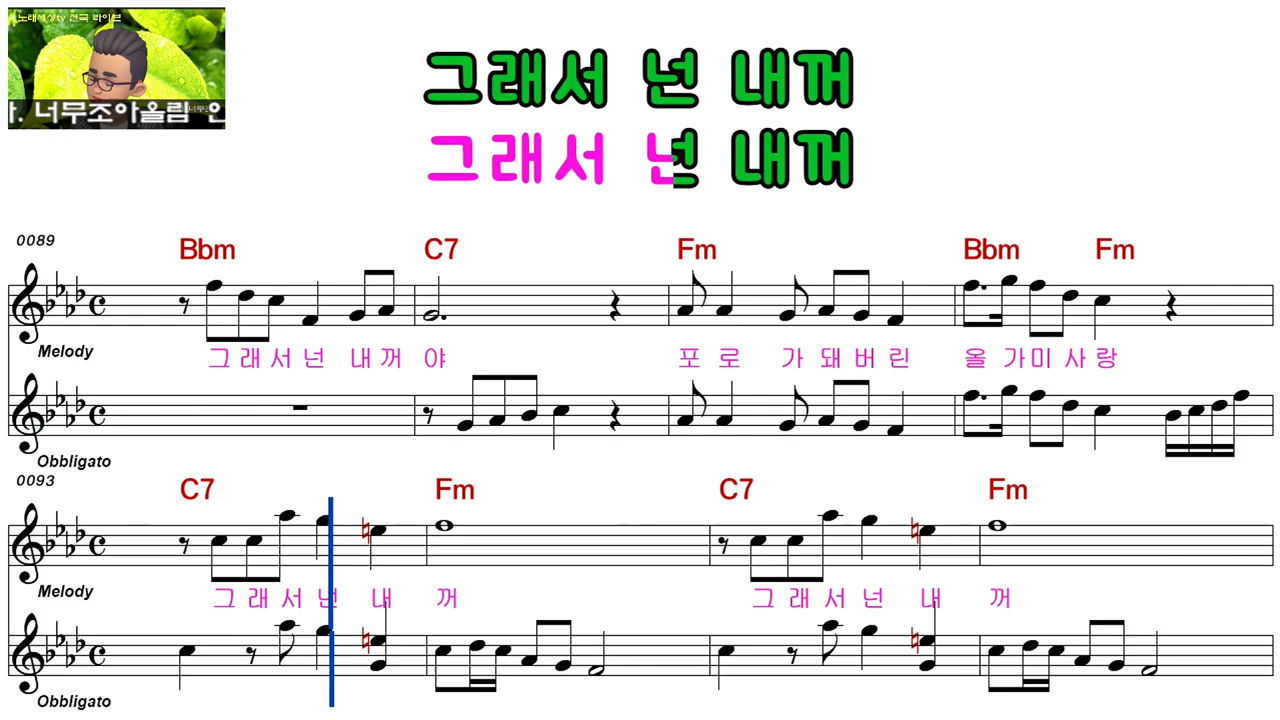 노래세상tv 전국 라이브
. 너무조아올림
그래서 넌 내꺼
그래서 넌 내꺼
0089
Bbm C7 Fm Bbm Fm
Melody
그 래 서 넌 내 꺼 야 포 로 가 돼 버 린 올 가 미 사 랑
Obbligato
0093
C7 Fm C7 Fm
Melody
그 래 서 넌 내 꺼 그 래 서 넌 내 꺼
Obbligato